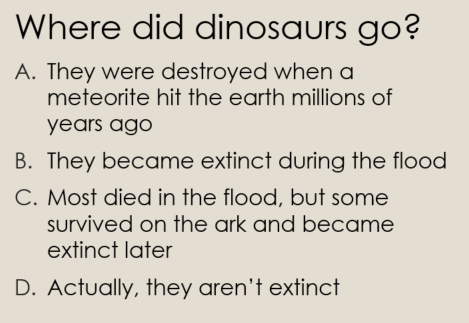 Where did dinosaurs go?
A. They were destroyed when a
meteorite hit the earth millions of
years ago
B. They became extinct during the flood
C. Most died in the flood, but some
survived on the ark and became
extinct later
D. Actually, they aren’t extinct